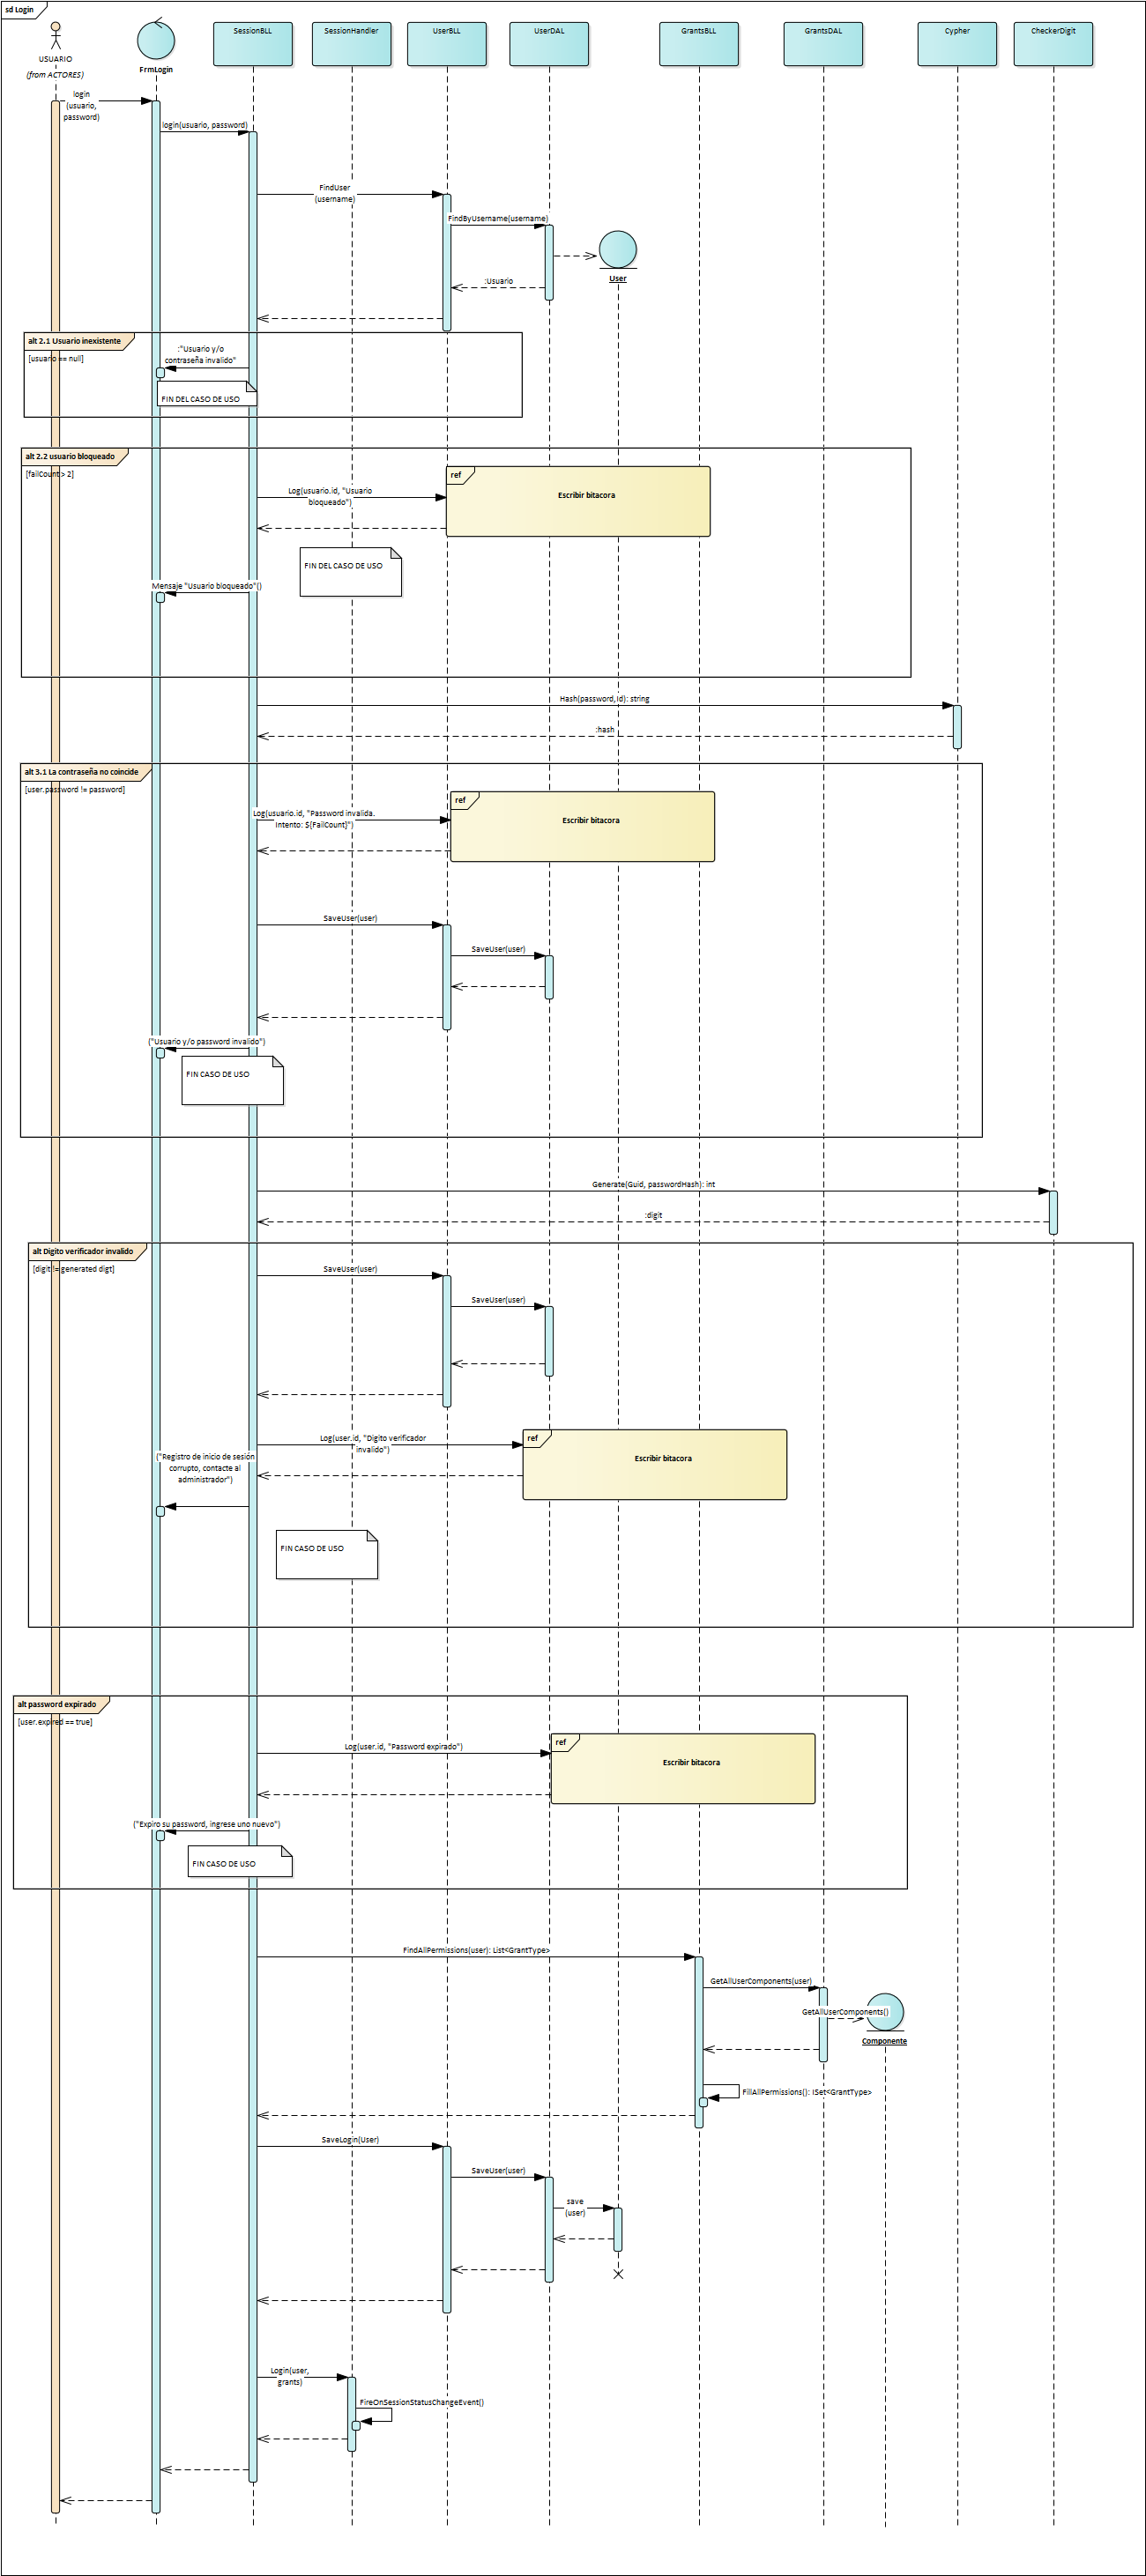 sd Login
SessionBLL
SessionHandler
UserBLL
UserDAL
GrantsBLL
GrantsDAL
Cypher
CheckerDigit
USUARIO
(from ACTORES)
FrmLogin
login
(usuario,
password)
login(usuario, password)
FindUser
(username)
FindByUsername(username)
User
:Usuario
alt 2.1 Usuario inexistente
[usuario == null]
:"Usuario y/o
contraseña invalido"
FIN DEL CASO DE USO
alt 2.2 usuario bloqueado
[failCount > 2]
ref
Escribir bitacora
Log(usuario.id, "Usuario
bloqueado")
FIN DEL CASO DE USO
Mensaje "Usuario bloqueado"()
Hash(password,Id): string
:hash
alt 3.1 La contraseña no coincide
[user.password != password]
ref
Escribir bitacora
Log(usuario.id, "Password invalida.
Intento: ${FailCount}")
SaveUser(user)
SaveUser(user)
("Usuario y/o password invalido")
FIN CASO DE USO
Generate(Guid, passwordHash): int
:digit
alt Digito verificador invalido
[digit != generated digt]
SaveUser(user)
SaveUser(user)
ref
Escribir bitacora
Log(user.id, "Digito verificador
invalido")
("Registro de inicio de sesión
corrupto, contacte al
administrador")
FIN CASO DE USO
alt password expirado
[user.expired == true]
ref
Escribir bitacora
Log(user.id, "Password expirado")
("Expiro su password, ingrese uno nuevo")
FIN CASO DE USO
FindAllPermissions(user): List<GrantType>
GetAllUserComponents(user)
GetAllUserComponents()
Componente
FillAllPermissions(): ISet<GrantType>
SaveLogin(User)
SaveUser(user)
save
(user)
Login(user,
grants)
FireOnSessionStatusChangeEvent()